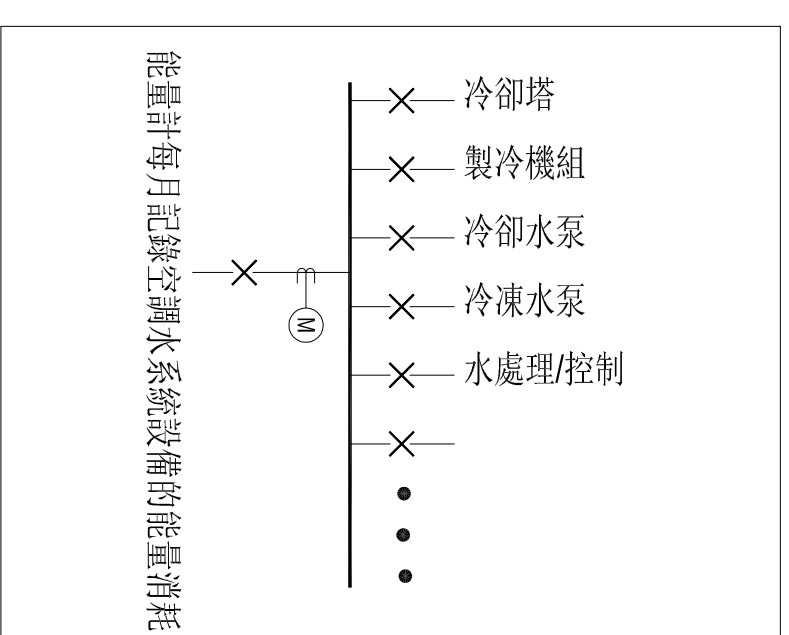 能量計每月記錄空調水系統設備的能量消耗
冷卻塔
製冷機組
冷卻水泵
冷凍水泵
水處理/控制
M